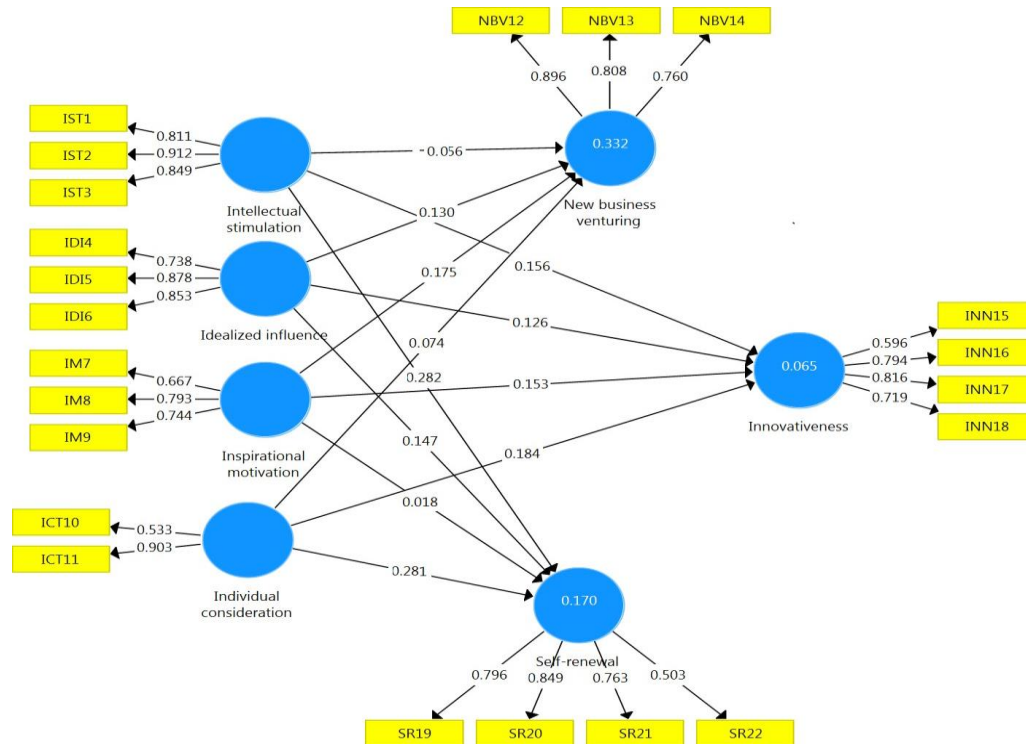 NBV12 NBV13 NBV14
0.896 0.808 0.760
IST1
0.811
IST2
0.912
0.332
-0.056
IST3
0.849
Intellectual
stimulation
New business
venturing
0.130
IDI4
0.738
0.175
IDI5
0.878
0.156
IDI6
0.853
Idealized influence
0.126
INN15
0.074
0.596
INN16
IM7
0.667
0.282
0.794
0.065
IM8
0.793
0.153
0.816
INN17
IM9
0.744
0.719
INN18
Innovativeness
0.147
Inspirational
motivation
0.184
0.018
ICT10
0.533
ICT11
0.903
0.281
Individual
consideration
0.170
Self-renewal
0.796 0.849 0.763 0.503
SR19 SR20 SR21 SR22